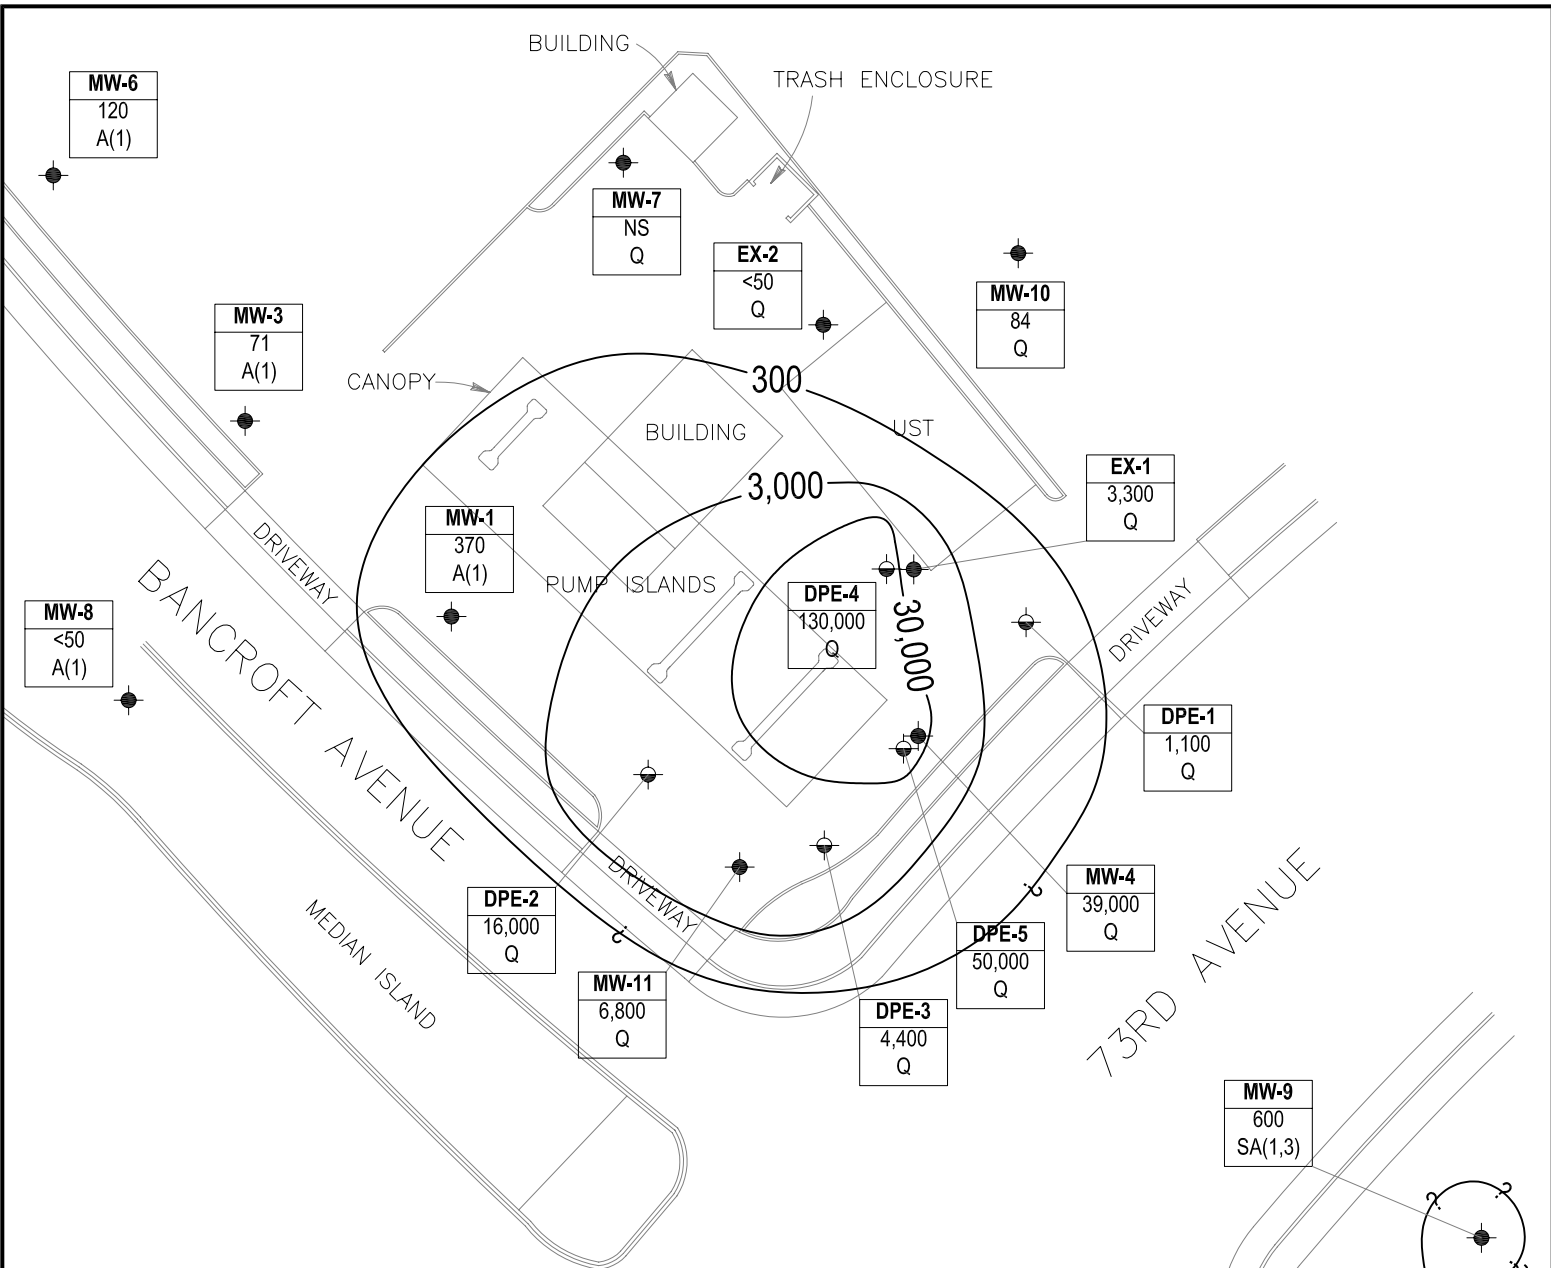 BUILDING
TRASH ENCLOSURE
MW-6
120
A(1)
MW-7
NS
Q
EX-2
<50
Q
MW-10
84
Q
MW-3
71
A(1)
CANOPY
300
BUILDING
UST
EX-1
3,300
Q
3,000
MW-1
370
A(1)
DRIVEWAY
PUMP ISLANDS
DPE-4
130,000
Q
30,000
DRIVEWAY
MW-8
<50
A(1)
BANCROFT AVENUE
DPE-1
1,100
Q
DRIVEWAY
?
?
MW-4
39,000
Q
DPE-2
16,000
Q
MEDIAN ISLAND
DPE-5
50,000
Q
MW-11
6,800
Q
DPE-3
4,400
Q
73RD AVENUE
MW-9
600
SA(1,3)
?
?
?